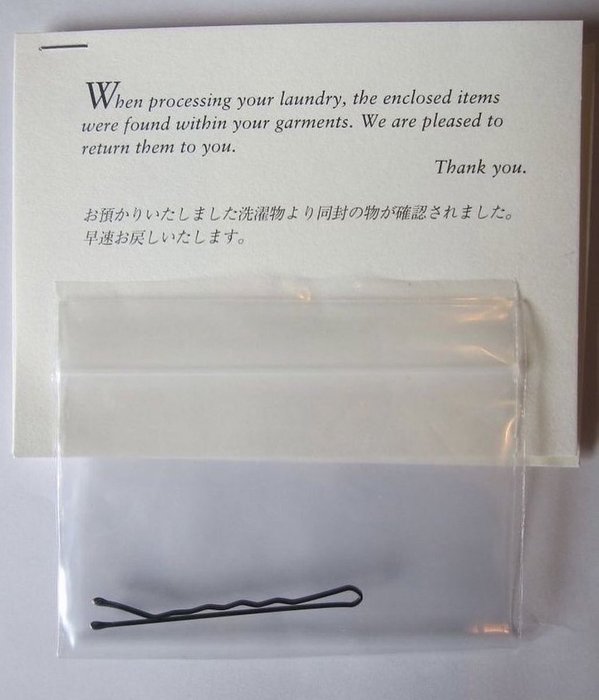 When processing your laundry, the enclosed items
were found within your garments. We are pleased to
return them to you.
Thank you.
お預かりいたしました洗濯物より同封の物が確認されました。
早速お戻しいたします。